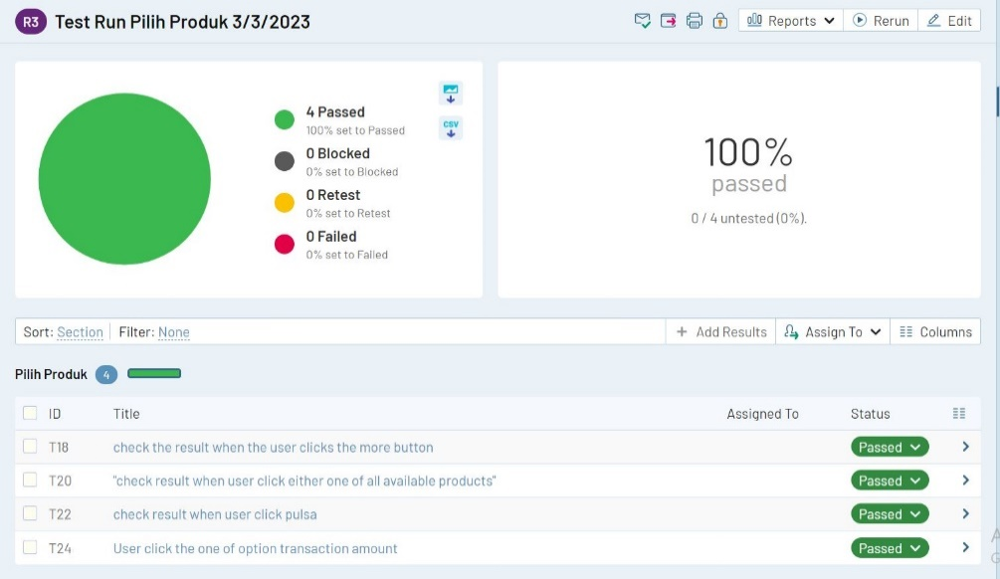 R3 Test Run Pilih Produk 3/3/2023 Reports Rerun Edit
4 Passed
100% set to Passed
CSV
0 Blocked
0% set to Blocked
0 Retest
0% set to Retest
0 Failed
0% set to Failed
100%
passed
0 / 4 untested (0%).
Sort: Section Filter: None + Add Results Assign To Columns
Pilih Produk 4
ID Title Assigned To Status
T18 check the result when the user clicks the more button Passed
T20 "check result when user click either one of all available products" Passed
T22 check result when user click pulsa Passed
T24 User click the one of option transaction amount Passed